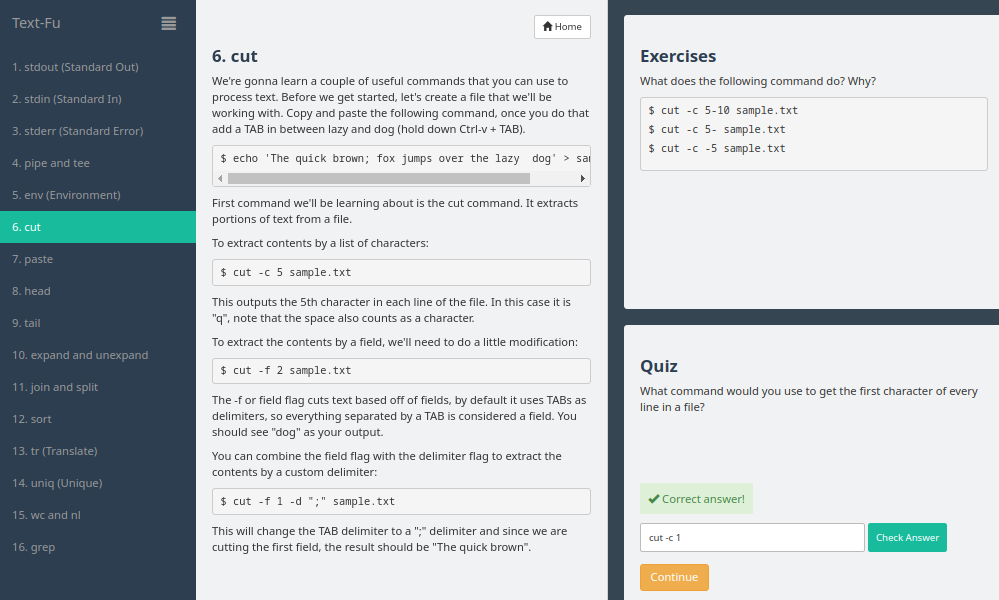 Text-Fu
1. stdout (Standard Out)
2. stdin (Standard In)
3. stderr (Standard Error)
4. pipe and tee
5. env (Environment)
6. cut
7. paste
8. head
9. tail
10. expand and unexpand
11. join and split
12. sort
13. tr (Translate)
14. uniq (Unique)
15. wc and nl
16. grep
Home
6. cut
We're gonna learn a couple of useful commands that you can use to
process text. Before we get started, let's create a file that we'll be
working with. Copy and paste the following command, once you do that
add a TAB in between lazy and dog (hold down Ctrl-v + TAB).
$ echo 'The quick brown; fox jumps over the lazy  dog' > sam
First command we'll be learning about is the cut command. It extracts
portions of text from a file.
To extract contents by a list of characters:
$ cut -c 5 sample.txt
This outputs the 5th character in each line of the file. In this case it is
"q", note that the space also counts as a character.
To extract the contents by a field, we'll need to do a little modification:
$ cut -f 2 sample.txt
The -f or field flag cuts text based off of fields, by default it uses TABs as
delimiters, so everything separated by a TAB is considered a field. You
should see "dog" as your output.
You can combine the field flag with the delimiter flag to extract the
contents by a custom delimiter:
$ cut -f 1 -d ";" sample.txt
This will change the TAB delimiter to a ";" delimiter and since we are
cutting the first field, the result should be "The quick brown".
Exercises
What does the following command do? Why?
$ cut -c 5-10 sample.txt
$ cut -c 5- sample.txt
$ cut -c -5 sample.txt
Quiz
What command would you use to get the first character of every
line in a file?
Correct answer!
cut -c 1
Check Answer
Continue